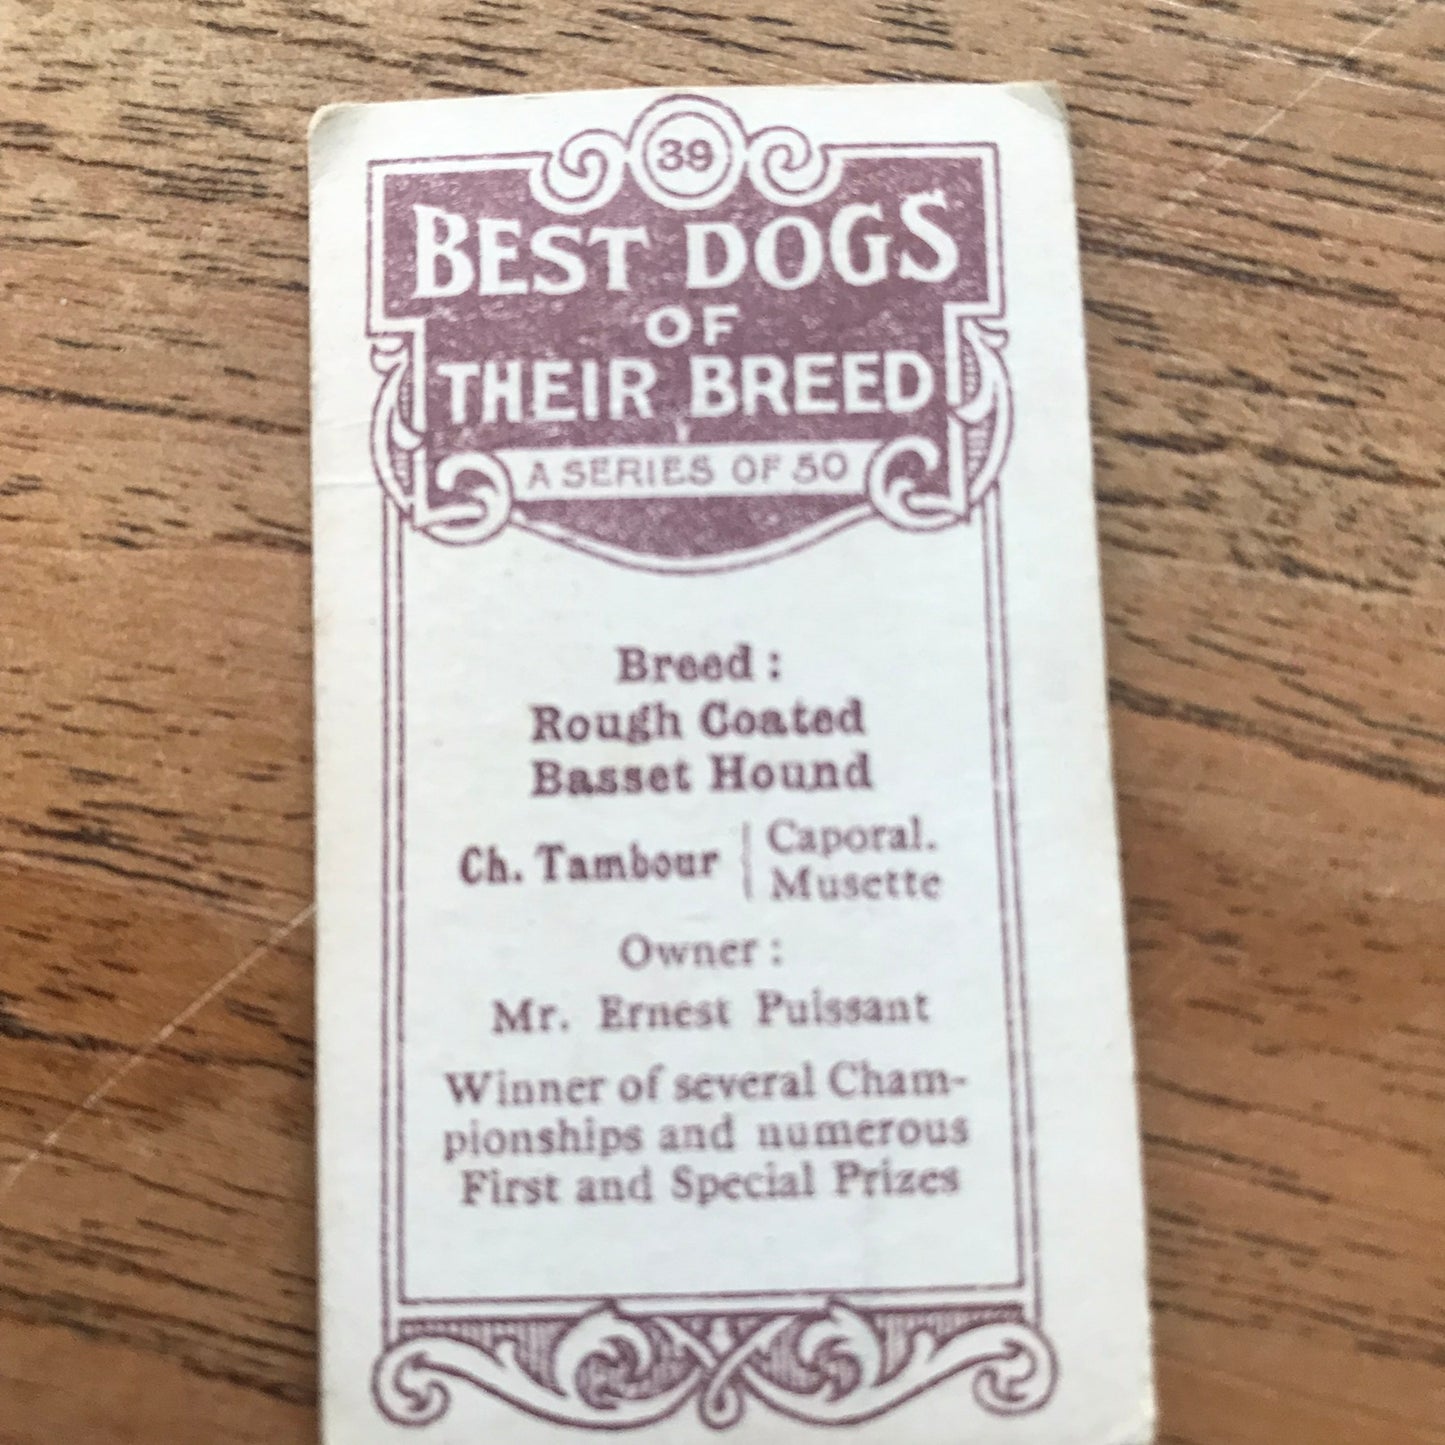 39
BEST DOGS
OF
THEIR BREED
A SERIES OF 50
Breed :
Rough Coated
Basset Hound
Ch. Tambour { Caporal.
Musette
Owner :
Mr. Ernest Puissant
Winner of several Cham-
pionships and numerous
First and Special Prizes